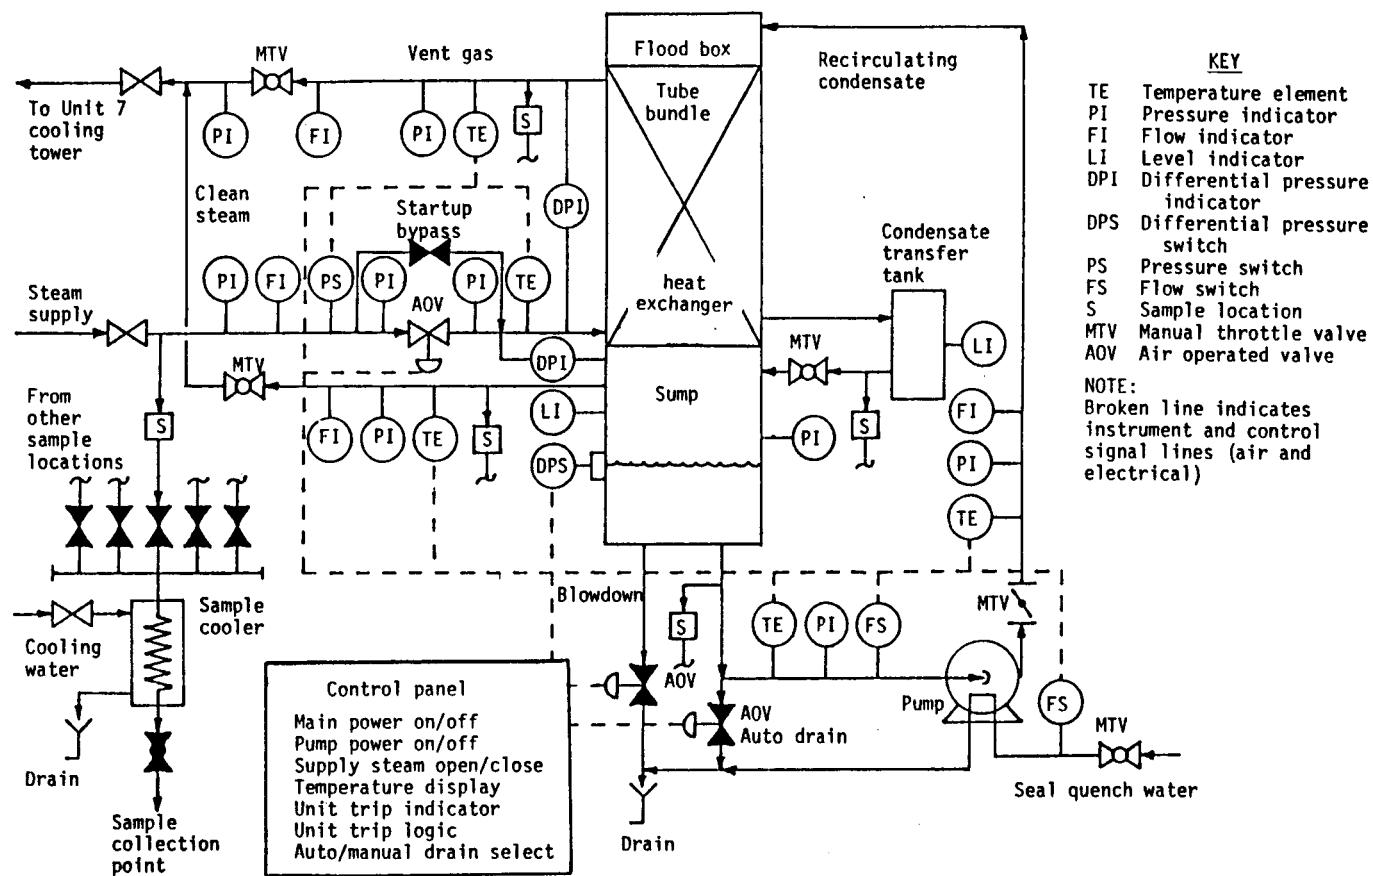 Flood box
Tube
bundle
heat
exchanger
Sump
MTV
Vent gas
To Unit 7
cooling
tower
PI
FI
PI
TE
S
DPI
Clean
steam
Startup
bypass
Steam
supply
PI
FI
PS
PI
AOV
PI
TE
DPI
MTV
FI
PI
TE
S
LI
DPS
From
other
sample
locations
S
Sample
cooler
Cooling
water
Drain
Sample
collection
point
Recirculating
condensate
Condensate
transfer
tank
LI
MTV
S
PI
FI
PI
TE
MTV
Blowdown
S
AOV
TE
PI
FS
AOV
Auto drain
Pump
FS
MTV
Seal quench water
Drain
Control panel
Main power on/off
Pump power on/off
Supply steam open/close
Temperature display
Unit trip indicator
Unit trip logic
Auto/manual drain select
KEY
TE Temperature element
PI Pressure indicator
FI Flow indicator
LI Level indicator
DPI Differential pressure
indicator
DPS Differential pressure
switch
PS Pressure switch
FS Flow switch
S Sample location
MTV Manual throttle valve
AOV Air operated valve
NOTE:
Broken line indicates
instrument and control
signal lines (air and
electrical)